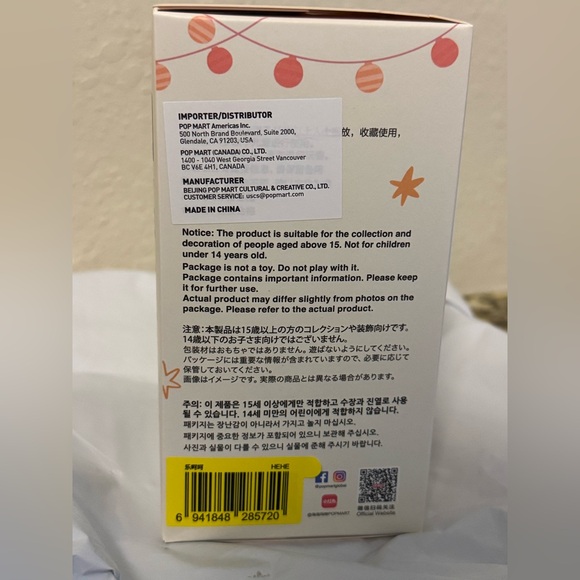 IMPORTER/DISTRIBUTOR
POP MART Americas Inc.
500 North Brand Boulevard, Suite 2000,
Glendale, CA 91203, USA
POP MART (CANADA) CO., LTD.
1400 - 1040 West Georgia Street Vancouver
BC V6E 4H1, CANADA
MANUFACTURER
BEIJING POP MART CULTURAL & CREATIVE CO., LTD.
CUSTOMER SERVICE: uscs@popmart.com
MADE IN CHINA
放，收藏使用，
Notice: The product is suitable for the collection and
decoration of people aged above 15. Not for children
under 14 years old.
Package is not a toy. Do not play with it.
Package contains important information. Please keep
it for further use.
Actual product may differ slightly from photos on the
package. Please refer to the actual product.
注意：本製品は15歳以上の方のコレクションや装飾向けです。
14歳以下のお子さま向けではございません。
包装材はおもちゃではありません。遊ばないようにしてください。
パッケージには重要な情報が含まれていますので、必要に応じて
保管しておいてください。
画像はイメージです。実際の商品とは異なる場合があります。
주의: 이 제품은 15세 이상에게만 적합하고 수장과 진열로 사용
될 수 있습니다. 14세 미만의 어린이에게 적합하지 않습니다.
패키지는 장난감이 아니라서 가지고 놀지 마십시오.
패키지에 중요한 정보가 포함되어 있으니 보관해 주십시오.
사진과 실물이 다를 수 있으니 실물에 준해 주시기 바랍니다.
乐呵呵 HEHE
6 941848 285720
Official Website